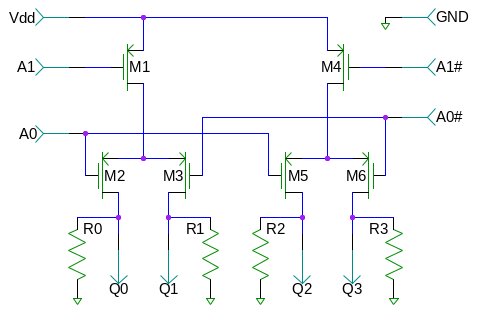 Vdd GND
A1 M1 M4 A1#
A0 A0#
M2 M3 M5 M6
R0 R1 R2 R3
Q0 Q1 Q2 Q3